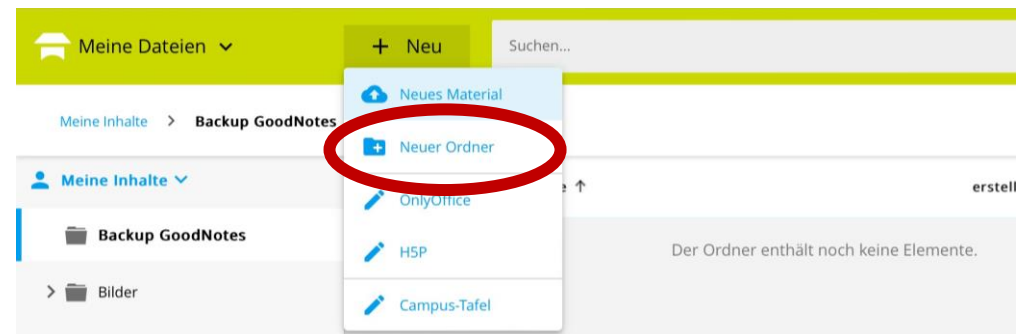 Meine Dateien
+ Neu
Suchen...
Neues Material
Meine Inhalte > Backup GoodNotes
Neuer Ordner
Meine Inhalte
e ↑
erstell
OnlyOffice
Backup GoodNotes
H5P
Der Ordner enthält noch keine Elemente.
> Bilder
Campus-Tafel